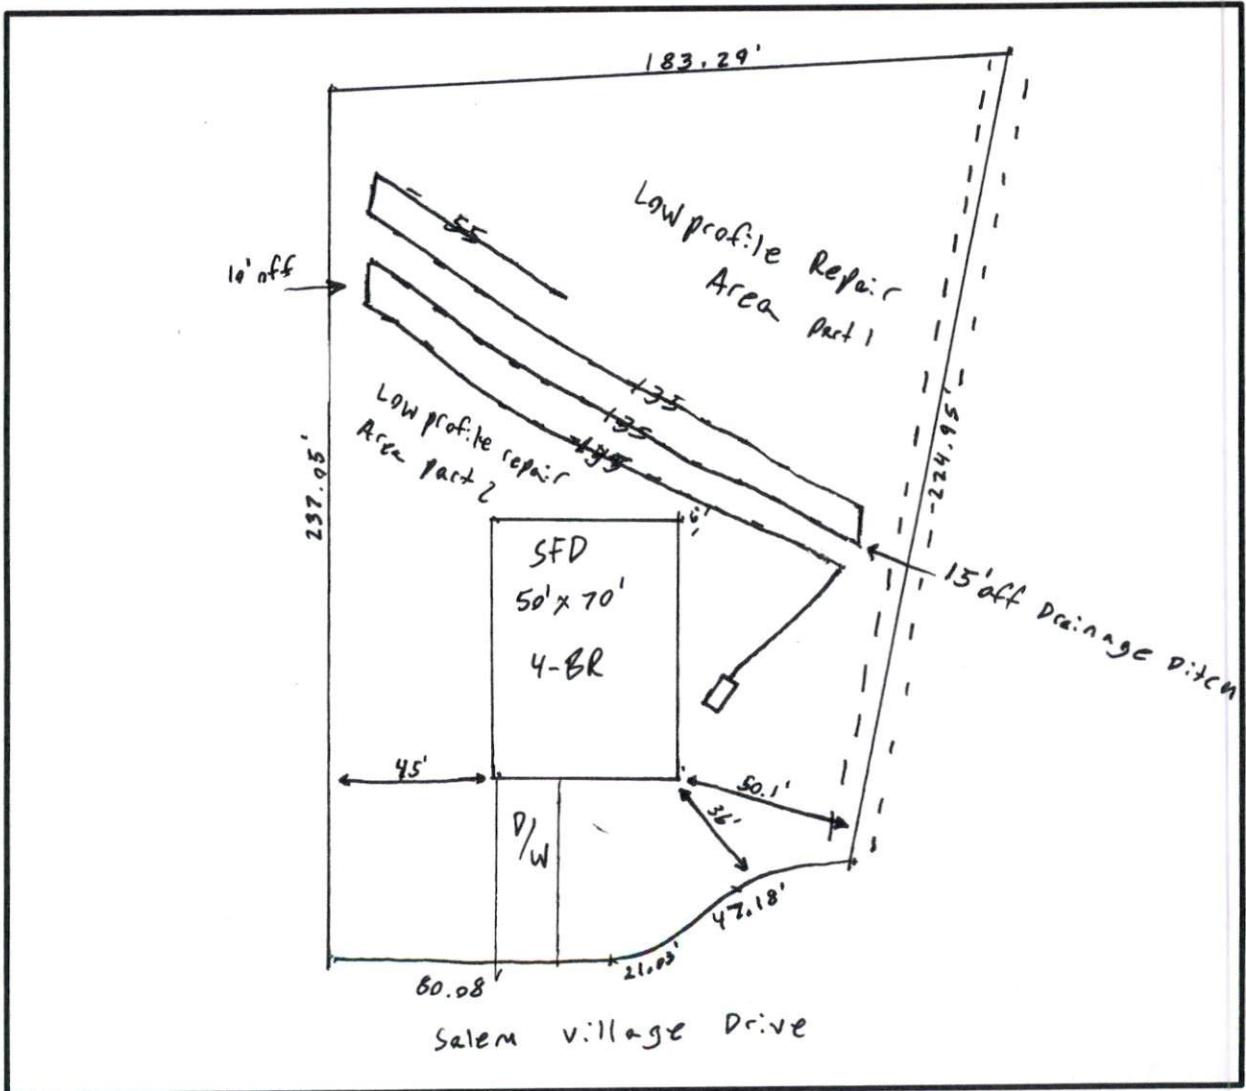 183.29'
Low profile Repair
Area Part 1
55
10' off
135
135
Low profile repair
Area Part 2
237.05'
224.95'
6'
SFD
50' x 70'
4-BR
15' off Drainage Ditch
45'
50.1'
36'
D/W
47.18'
21.03'
60.08'
Salem Village Drive